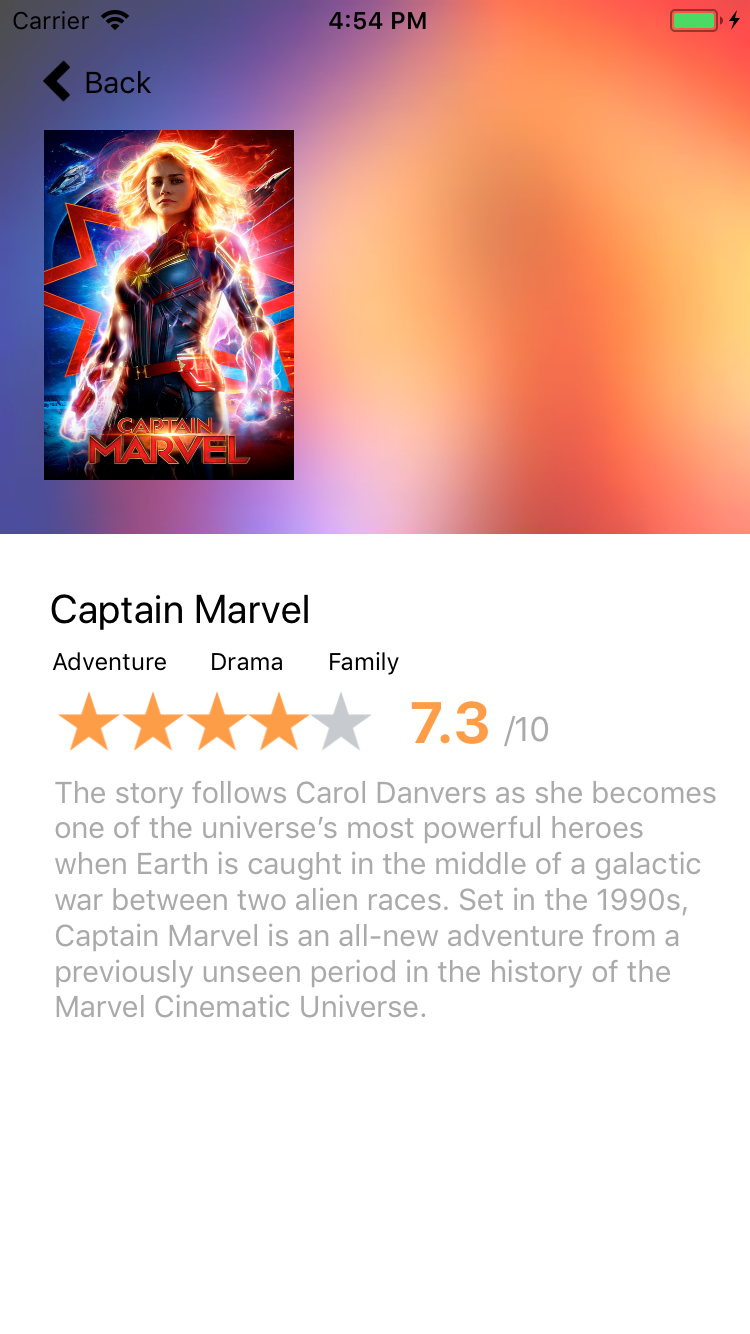 Carrier 4:54 PM
Back
CAPTAIN
MARVEL
Captain Marvel
Adventure Drama Family
7.3 /10
The story follows Carol Danvers as she becomes
one of the universe’s most powerful heroes
when Earth is caught in the middle of a galactic
war between two alien races. Set in the 1990s,
Captain Marvel is an all-new adventure from a
previously unseen period in the history of the
Marvel Cinematic Universe.